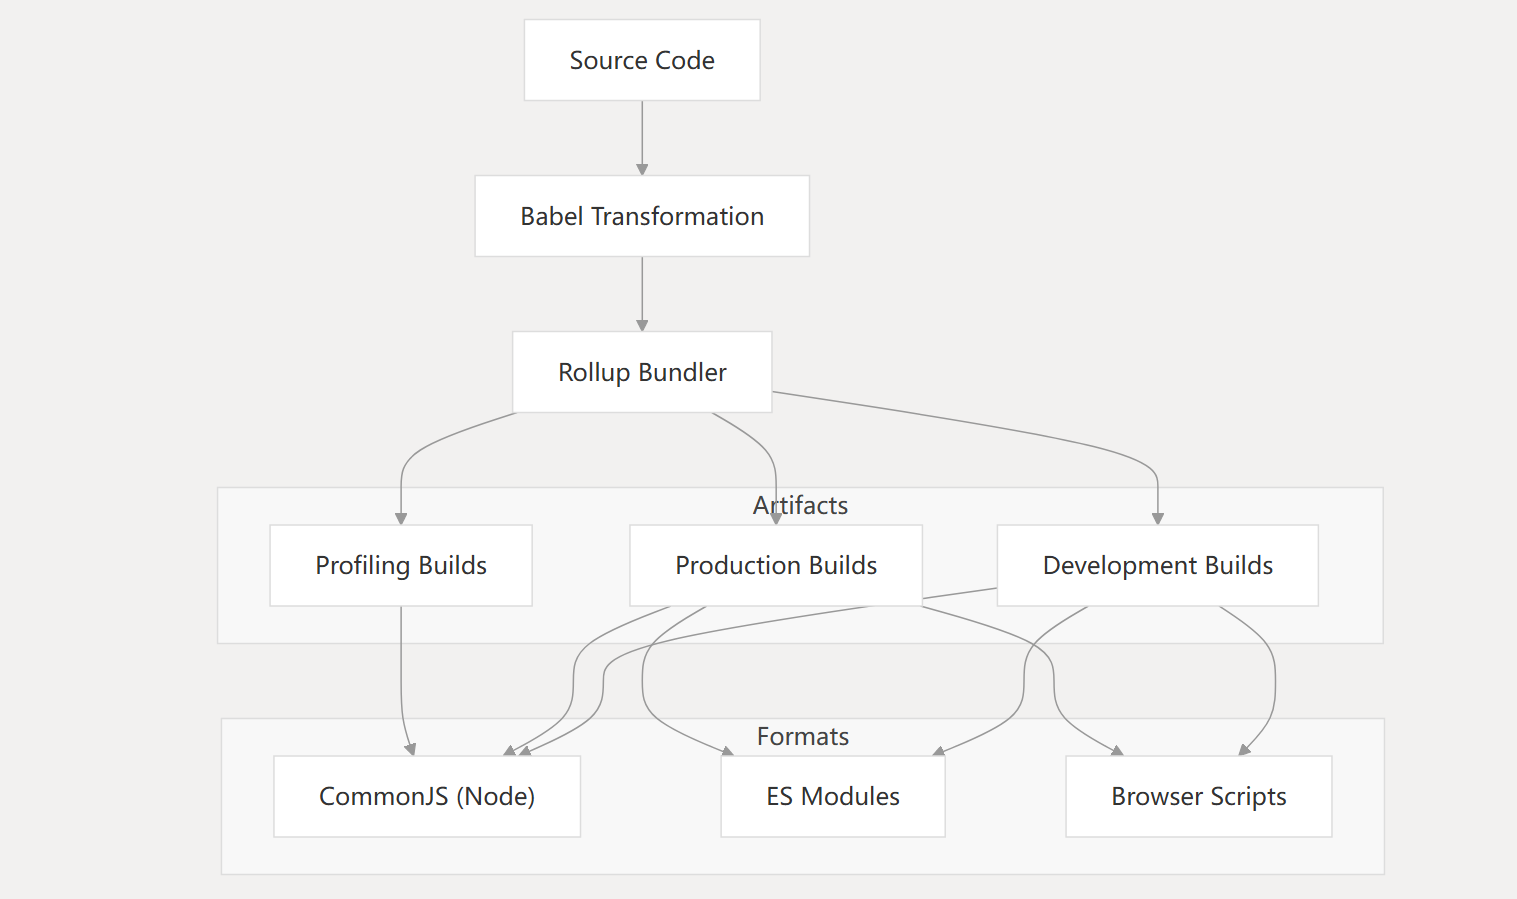 Source Code
Babel Transformation
Rollup Bundler
Artifacts
Profiling Builds
Production Builds
Development Builds
Formats
CommonJS (Node)
ES Modules
Browser Scripts